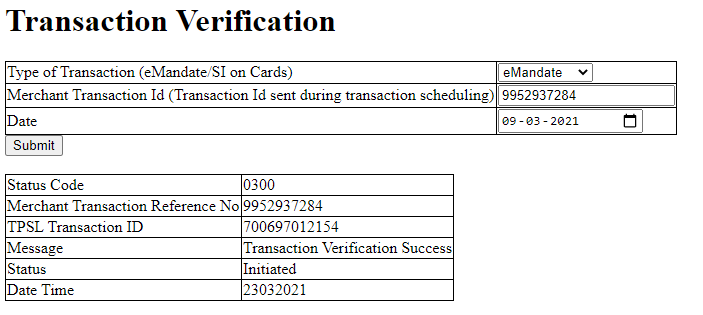 Transaction Verification
Type of Transaction (eMandate/SI on Cards) eMandate
Merchant Transaction Id (Transaction Id sent during transaction scheduling) 9952937284
Date 09-03-2021
Submit
Status Code 0300
Merchant Transaction Reference No 9952937284
TPSL Transaction ID 700697012154
Message Transaction Verification Success
Status Initiated
Date Time 23032021